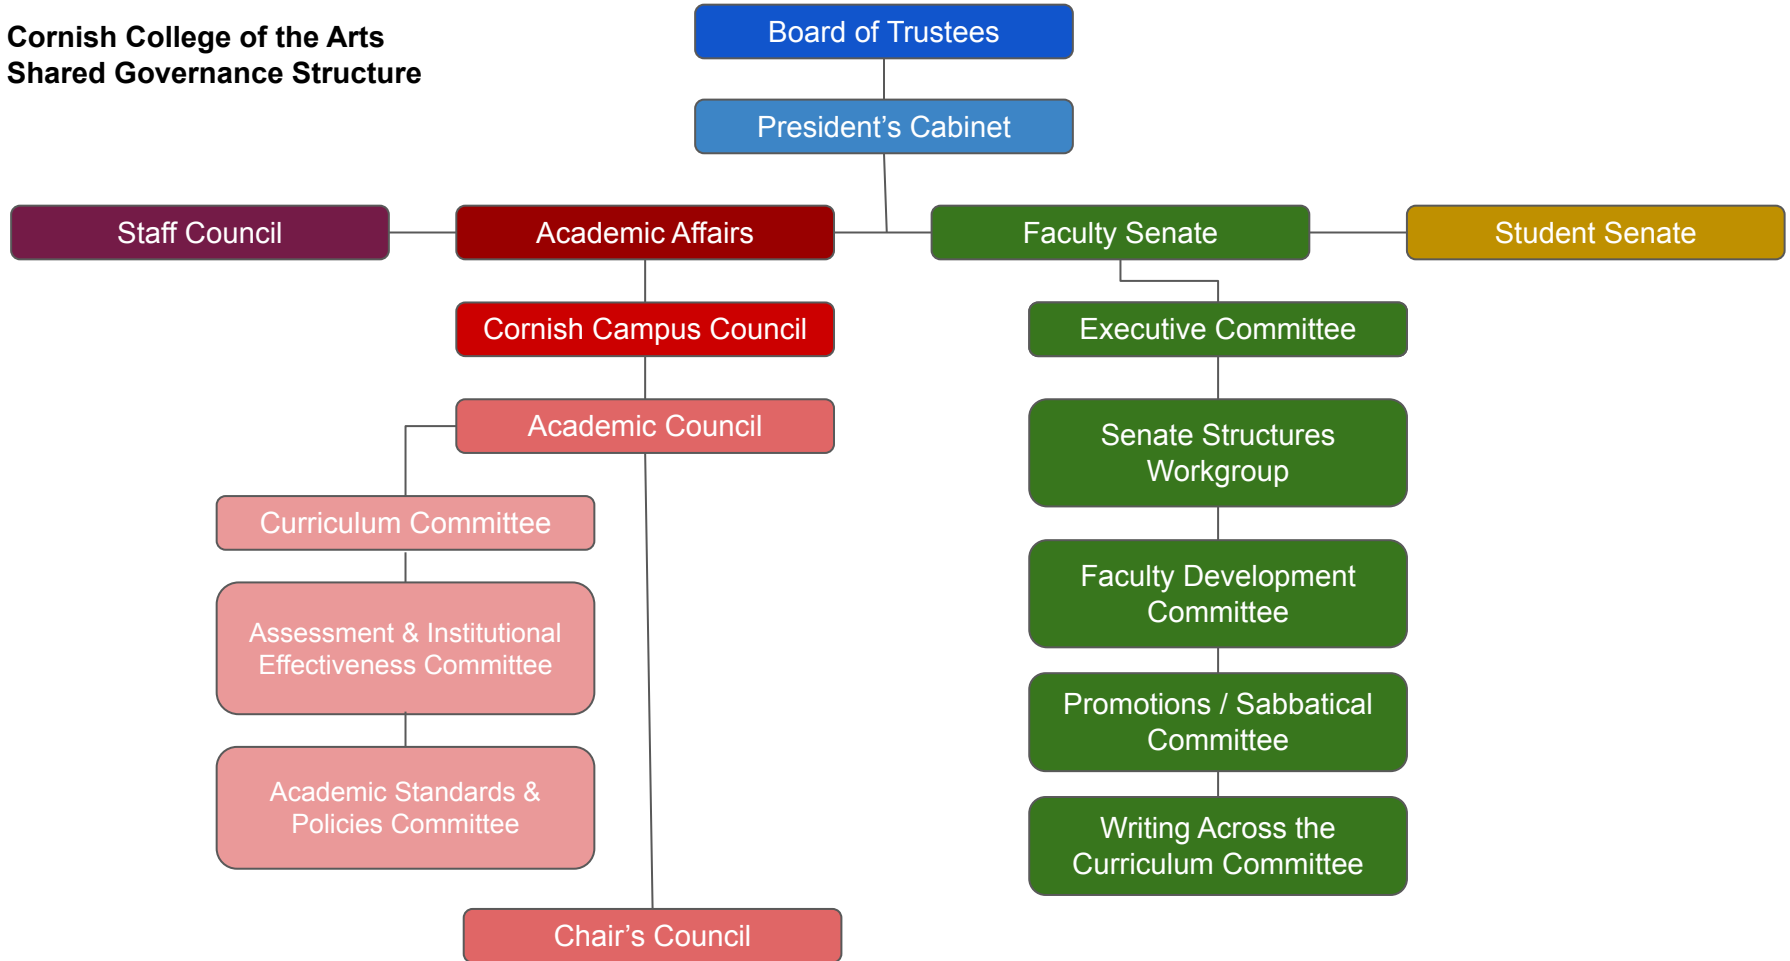 Cornish College of the Arts
Shared Governance Structure
Board of Trustees
President’s Cabinet
Staff Council
Academic Affairs
Faculty Senate
Student Senate
Cornish Campus Council
Executive Committee
Academic Council
Senate Structures
Workgroup
Curriculum Committee
Faculty Development
Committee
Assessment & Institutional
Effectiveness Committee
Promotions / Sabbatical
Committee
Academic Standards &
Policies Committee
Writing Across the
Curriculum Committee
Chair’s Council